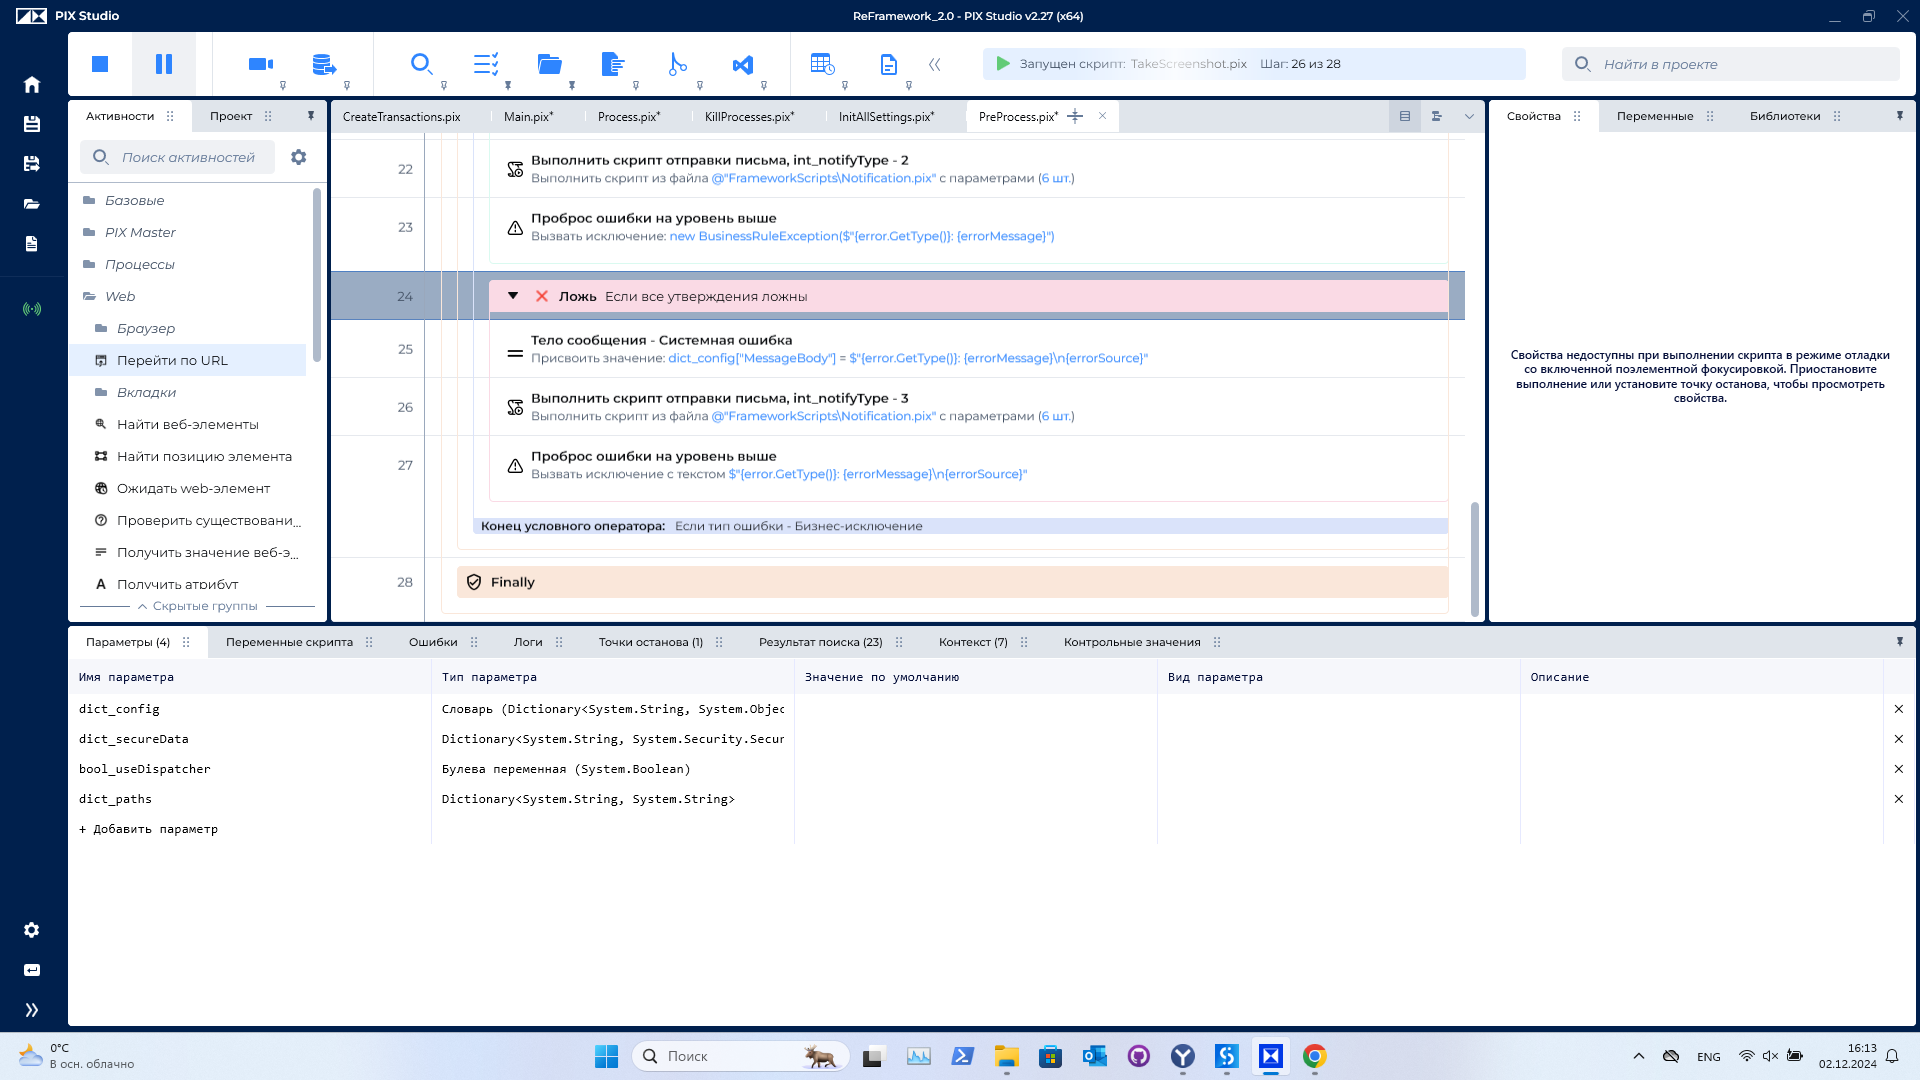 PIX Studio
ReFramework_2.0 - PIX Studio v2.27 (x64)
Запущен скрипт: TakeScreenshot.pix Шаг: 26 из 28
Найти в проекте
Активности
Проект
CreateTransactions.pix
Main.pix*
Process.pix*
KillProcesses.pix*
InitAllSettings.pix*
PreProcess.pix*
Свойства
Переменные
Библиотеки
Поиск активностей
Базовые
PIX Master
Процессы
Web
Браузер
Перейти по URL
Вкладки
Найти веб-элементы
Найти позицию элемента
Ожидать web-элемент
Проверить существовани...
Получить значение веб-э...
Получить атрибут
Скрытые группы
22
Выполнить скрипт отправки письма, int_notifyType - 2
Выполнить скрипт из файла @"FrameworkScripts\Notification.pix" с параметрами (6 шт.)
23
Проброс ошибки на уровень выше
Вызвать исключение: new BusinessRuleException($"{error.GetType()}: {errorMessage}")
24
Ложь Если все утверждения ложны
25
Тело сообщения - Системная ошибка
Присвоить значение: dict_config["MessageBody"] = $"{error.GetType()}: {errorMessage}\n{errorSource}"
26
Выполнить скрипт отправки письма, int_notifyType - 3
Выполнить скрипт из файла @"FrameworkScripts\Notification.pix" с параметрами (6 шт.)
27
Проброс ошибки на уровень выше
Вызвать исключение с текстом $"{error.GetType()}: {errorMessage}\n{errorSource}"
Конец условного оператора: Если тип ошибки - Бизнес-исключение
28
Finally
Свойства недоступны при выполнении скрипта в режиме отладки
со включенной поэлементной фокусировкой. Приостановите
выполнение или установите точку останова, чтобы просмотреть
свойства.
Параметры (4)
Переменные скрипта
Ошибки
Логи
Точки останова (1)
Результат поиска (23)
Контекст (7)
Контрольные значения
Имя параметра
Тип параметра
Значение по умолчанию
Вид параметра
Описание
dict_config
Словарь (Dictionary<System.String, System.Objec
dict_secureData
Dictionary<System.String, System.Security.Secur
bool_useDispatcher
Булева переменная (System.Boolean)
dict_paths
Dictionary<System.String, System.String>
+ Добавить параметр
0°C
В осн. облачно
Поиск
ENG
16:13
02.12.2024